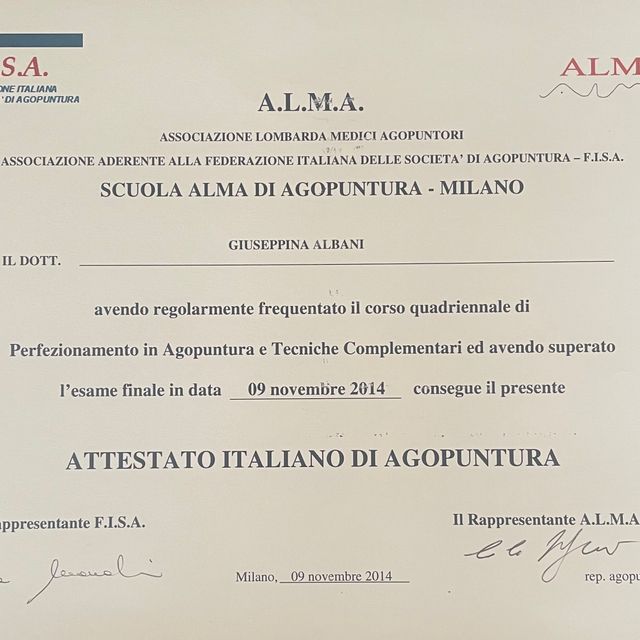 S.A.
ONE ITALIANA
' DI AGOPUNTURA
ALM
A.L.M.A.
ASSOCIAZIONE LOMBARDA MEDICI AGOPUNTORI
ASSOCIAZIONE ADERENTE ALLA FEDERAZIONE ITALIANA DELLE SOCIETA' DI AGOPUNTURA – F.I.S.A.
SCUOLA ALMA DI AGOPUNTURA - MILANO
GIUSEPPINA ALBANI
IL DOTT.
avendo regolarmente frequentato il corso quadriennale di
Perfezionamento in Agopuntura e Tecniche Complementari ed avendo superato
l'esame finale in data 09 novembre 2014 consegue il presente
ATTESTATO ITALIANO DI AGOPUNTURA
appresentante F.I.S.A.
Il Rappresentante A.L.M.A
Milano, 09 novembre 2014
rep. agopu